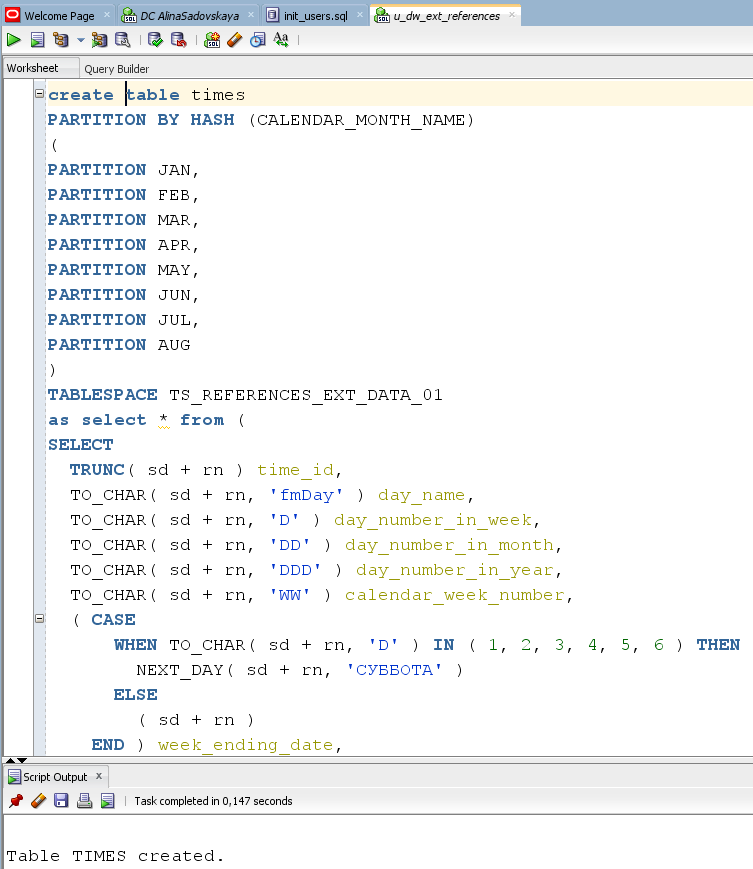 Welcome Page
DC AlinaSadovskaya
init_users.sql
u_dw_ext_references
Worksheet
Query Builder
create table times
PARTITION BY HASH (CALENDAR_MONTH_NAME)
(
PARTITION JAN,
PARTITION FEB,
PARTITION MAR,
PARTITION APR,
PARTITION MAY,
PARTITION JUN,
PARTITION JUL,
PARTITION AUG
)
TABLESPACE TS_REFERENCES_EXT_DATA_01
as select * from (
SELECT
TRUNC( sd + rn ) time_id,
TO_CHAR( sd + rn, 'fmDay' ) day_name,
TO_CHAR( sd + rn, 'D' ) day_number_in_week,
TO_CHAR( sd + rn, 'DD' ) day_number_in_month,
TO_CHAR( sd + rn, 'DDD' ) day_number_in_year,
TO_CHAR( sd + rn, 'WW' ) calendar_week_number,
( CASE
WHEN TO_CHAR( sd + rn, 'D' ) IN ( 1, 2, 3, 4, 5, 6 ) THEN
NEXT_DAY( sd + rn, 'СУББОТА' )
ELSE
( sd + rn )
END ) week_ending_date,
Script Output
Task completed in 0,147 seconds
Table TIMES created.